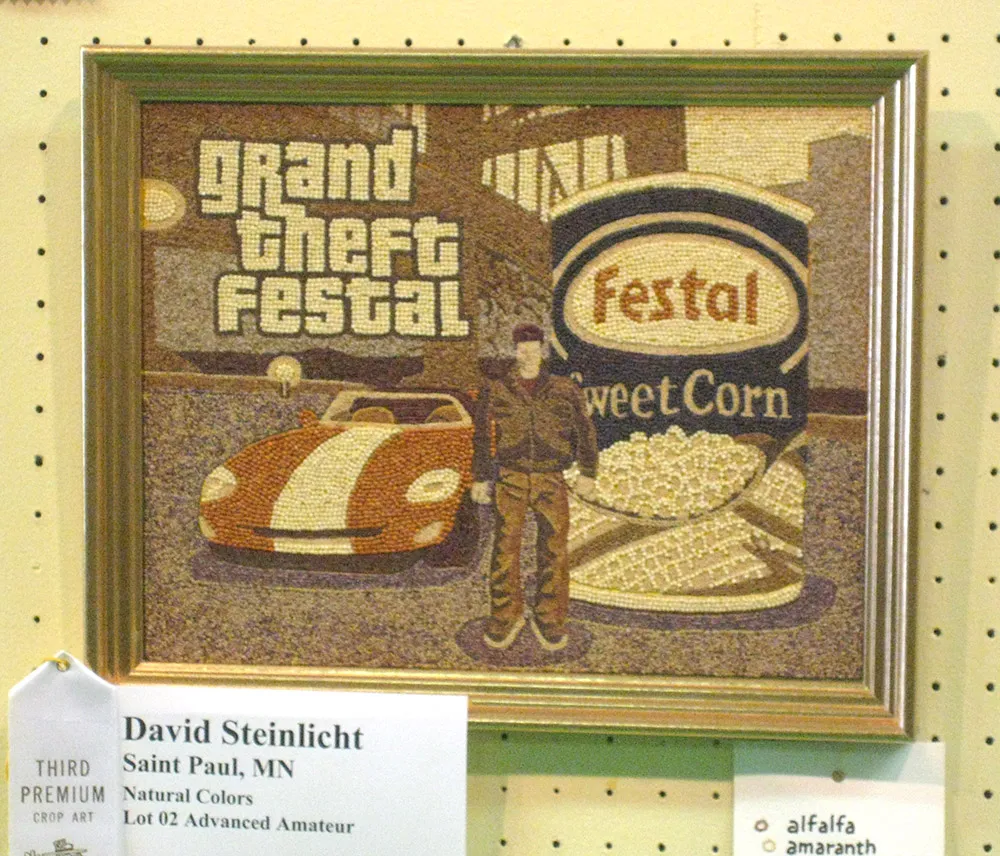 grand
theft
festal
Festal
Sweet Corn
David Steinlicht
Saint Paul, MN
Natural Colors
Lot 02 Advanced Amateur
THIRD
PREMIUM
CROP ART
alfalfa
amaranth